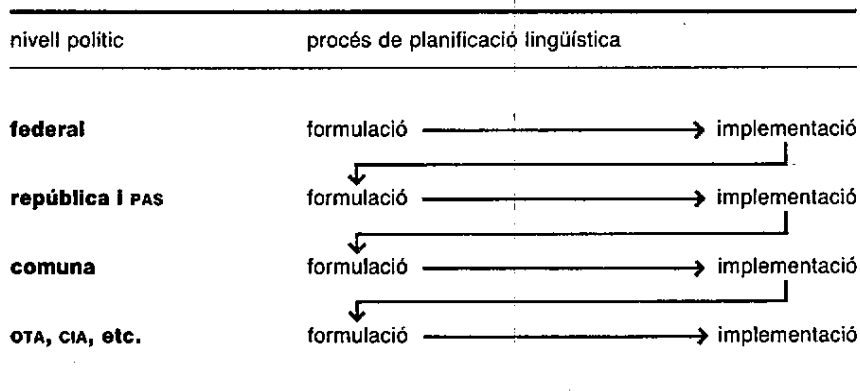 nivell polític procés de planificació lingüística
federal formulació implementació
república i PAS formulació implementació
comuna formulació implementació
OTA, CIA, etc. formulació implementació